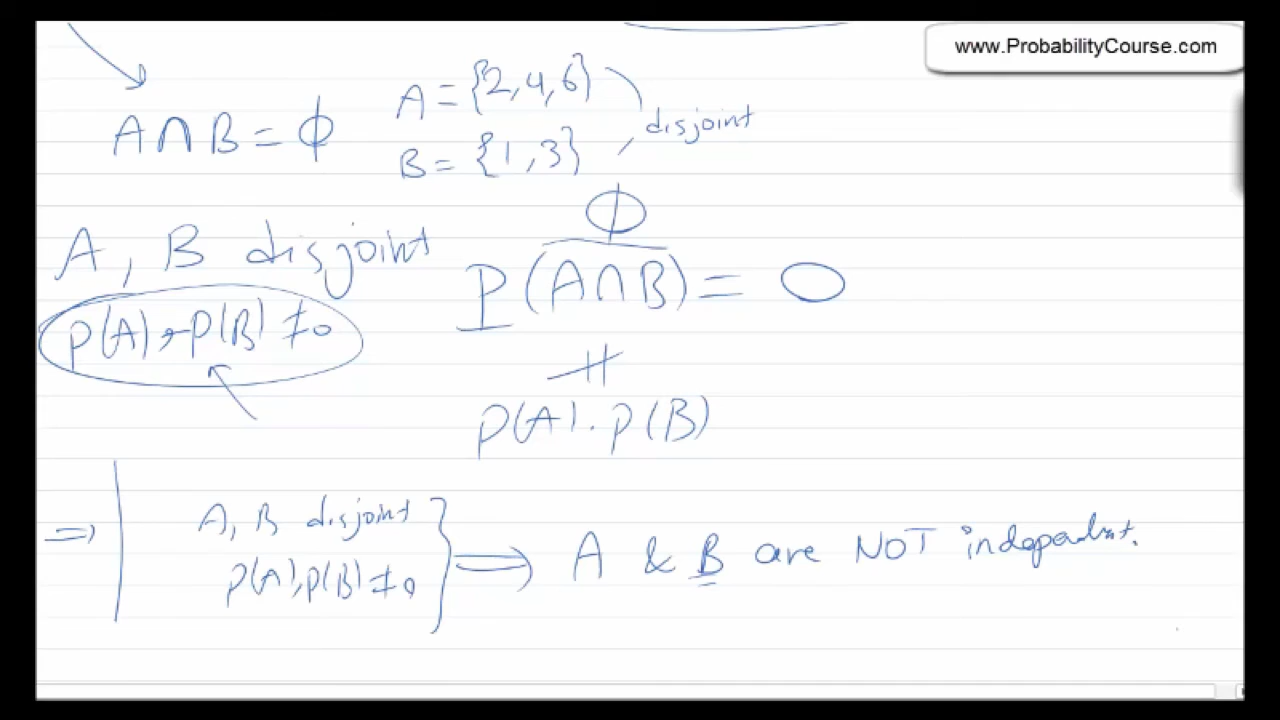 www.ProbabilityCourse.com
A∩B = ϕ
A = {2,4,6}
B = {1,3}
disjoint
A, B disjoint
P(A), P(B) ≠ 0
ϕ
P(A∩B) = 0
≠
P(A).P(B)
⇒ A, B disjoint
P(A), P(B) ≠ 0
} ⇒ A & B are NOT independent.